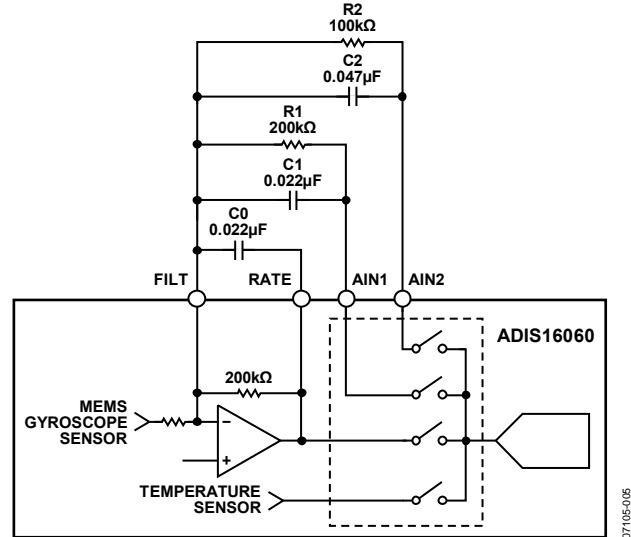 R2
100kΩ
C2
0.047µF
R1
200kΩ
C1
0.022µF
C0
0.022µF
FILT
RATE
AIN1
AIN2
ADIS16060
200kΩ
MEMS
GYROSCOPE
SENSOR
−
+
TEMPERATURE
SENSOR
07105-005